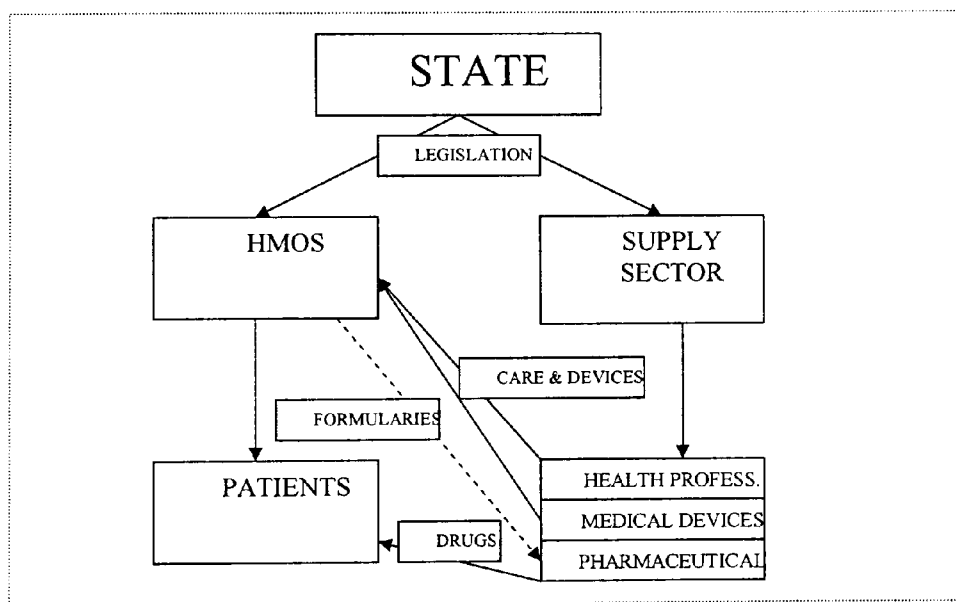 STATE
LEGISLATION
HMOS
SUPPLY
SECTOR
CARE & DEVICES
FORMULARIES
PATIENTS
HEALTH PROFESS.
MEDICAL DEVICES
DRUGS
PHARMACEUTICAL